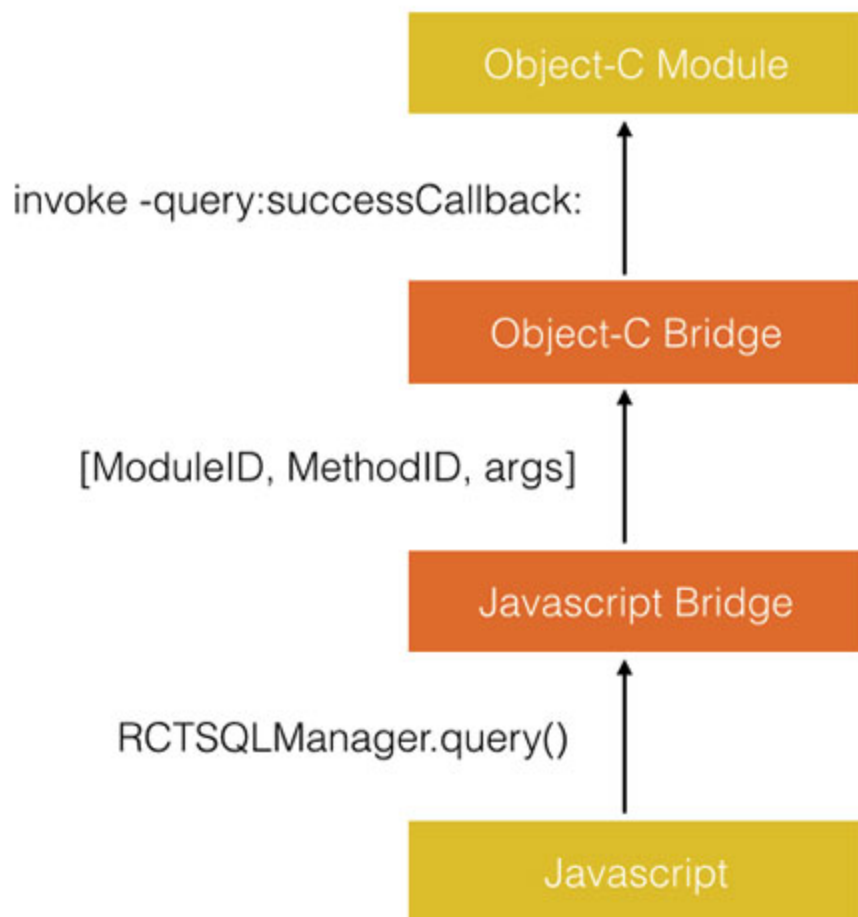 Object-C Module
invoke -query:successCallback:
Object-C Bridge
[ModuleID, MethodID, args]
Javascript Bridge
RCTSQLManager.query()
Javascript